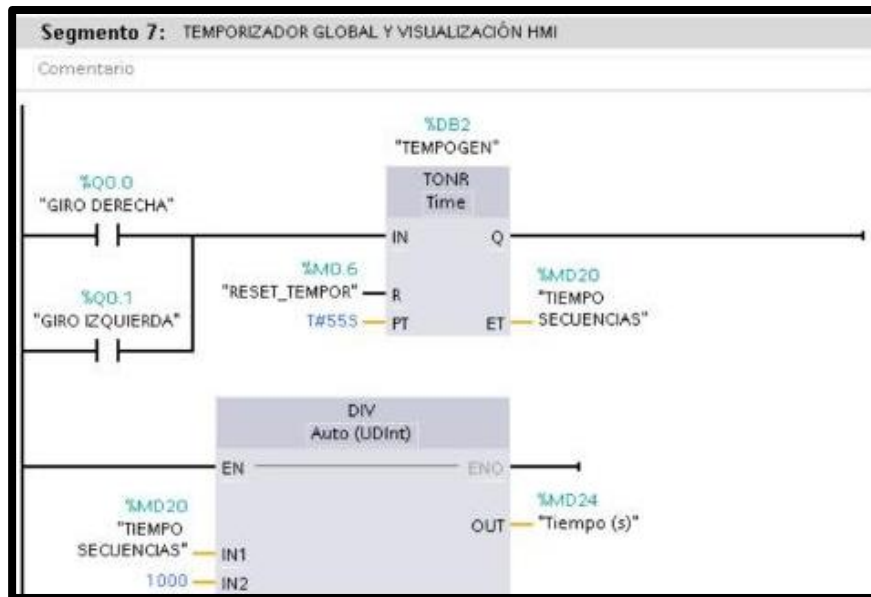 Segmento 7: TEMPORIZADOR GLOBAL Y VISUALIZACIÓN HMI
Comentario
%DB2
"TEMPOGEN"
TONR
Time
%Q0.0
"GIRO DERECHA"
IN Q
%M0.6
"RESET_TEMPOR" R
%MD20
"TIEMPO
SECUENCIAS"
%Q0.1
"GIRO IZQUIERDA"
T#55S PT ET
DIV
Auto (UDInt)
EN ENO
%MD20
"TIEMPO
SECUENCIAS" IN1
%MD24
OUT "Tiempo (s)"
1000 IN2